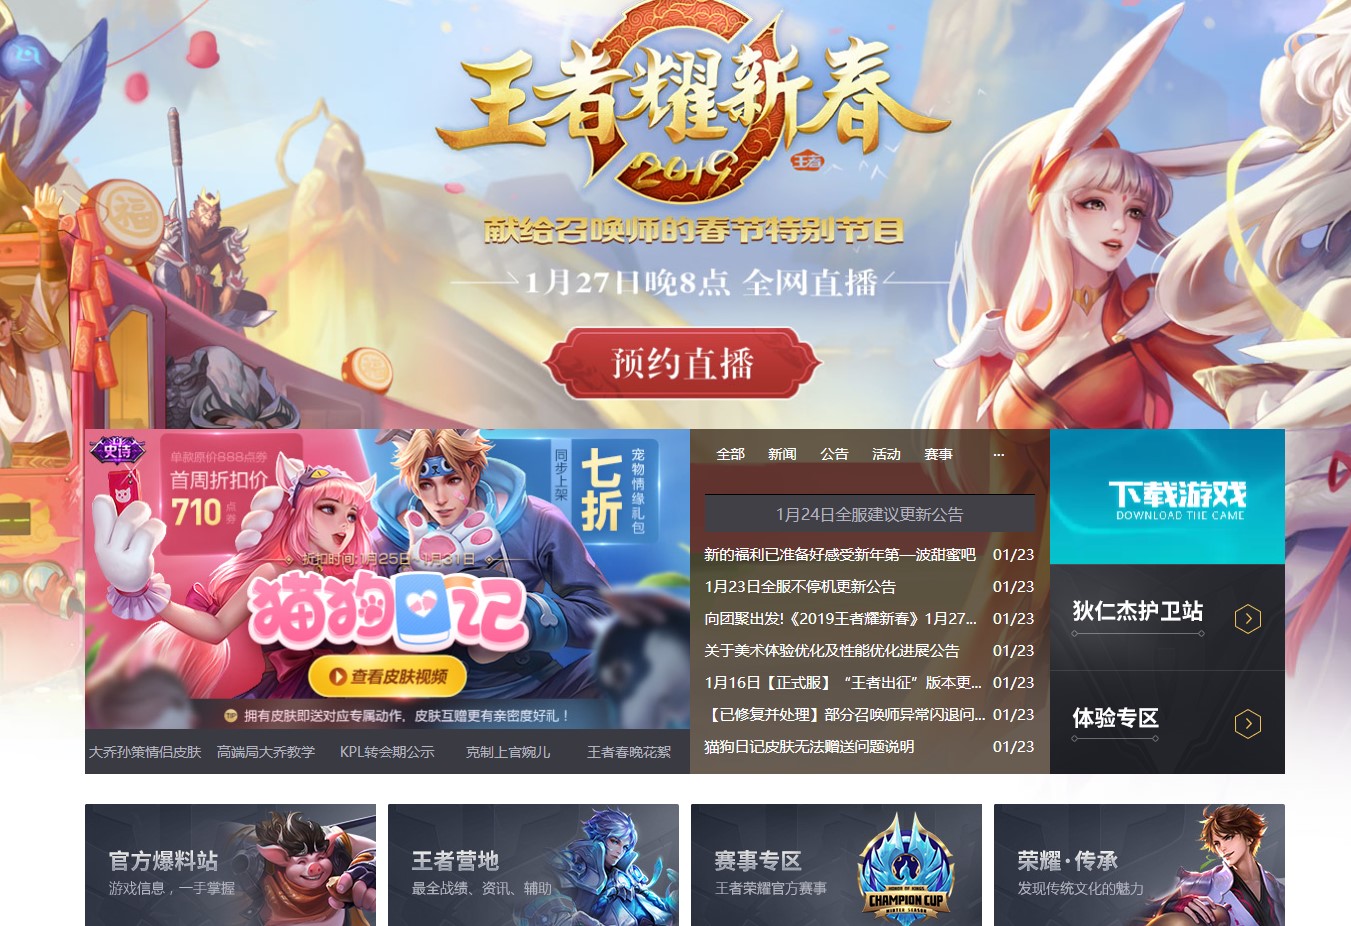 王者耀新春
2019
王者
献给召唤师的春节特别节目
1月27日晚8点 全网直播
预约直播
福
史诗
单款原价888点券
首周折扣价
710点券
同步上架
七折
宠物情缘礼包
折扣时间:1月25日-1月31日
猫狗日记
查看皮肤视频
TIP 拥有皮肤即送对应专属动作，皮肤互赠更有亲密度好礼！
大乔孙策情侣皮肤 高端局大乔教学 KPL转会期公示 克制上官婉儿 王者春晚花絮
全部 新闻 公告 活动 赛事 ...
1月24日全服建议更新公告
新的福利已准备好感受新年第一波甜蜜吧 01/23
1月23日全服不停机更新公告 01/23
向团聚出发!《2019王者耀新春》1月27... 01/23
关于美术体验优化及性能优化进展公告 01/23
1月16日【正式服】“王者出征”版本更... 01/23
【已修复并处理】部分召唤师异常闪退问... 01/23
猫狗日记皮肤无法赠送问题说明 01/23
下载游戏
DOWNLOAD THE GAME
狄仁杰护卫站
体验专区
官方爆料站
游戏信息，一手掌握
王者营地
最全战绩、资讯、辅助
赛事专区
王者荣耀官方赛事
HONOR OF KINGS
CHAMPION CUP
WINTER SEASON
荣耀·传承
发现传统文化的魅力